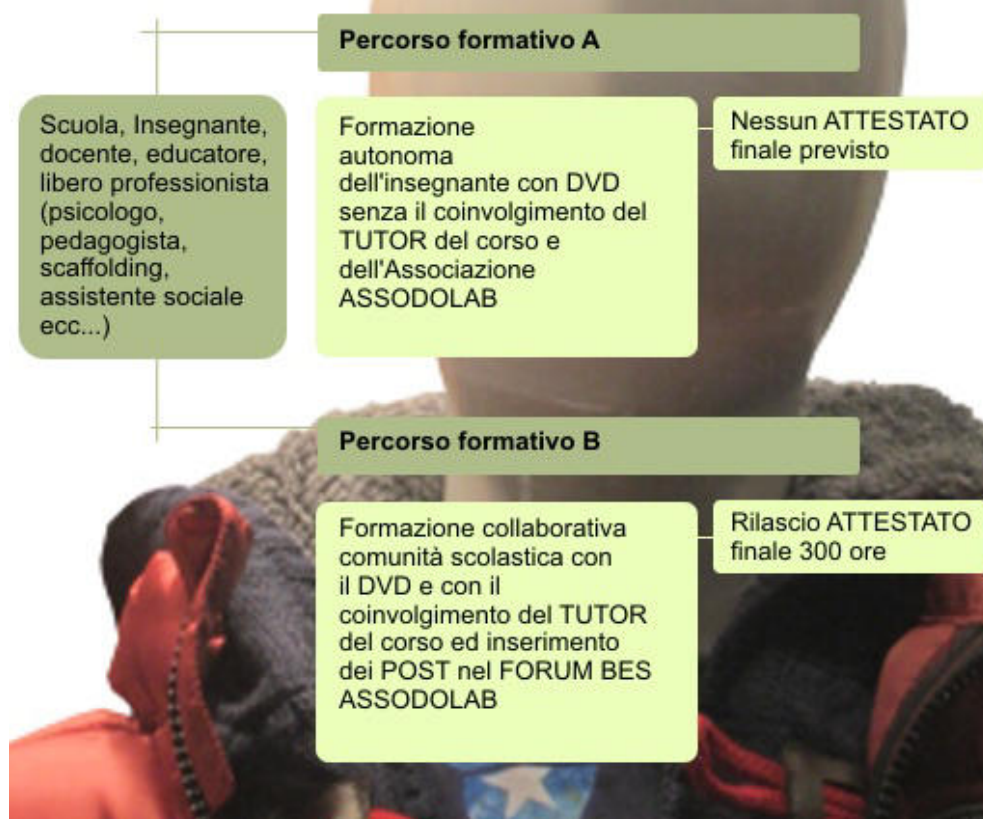 Percorso formativo A
Scuola, Insegnante,
docente, educatore,
libero professionista
(psicologo,
pedagogista,
scaffolding,
assistente sociale
ecc...)
Formazione
autonoma
dell'insegnante con DVD
senza il coinvolgimento del
TUTOR del corso e
dell'Associazione
ASSODOLAB
Nessun ATTESTATO
finale previsto
Percorso formativo B
Formazione collaborativa
comunità scolastica con
il DVD e con il
coinvolgimento del TUTOR
del corso ed inserimento
dei POST nel FORUM BES
ASSODOLAB
Rilascio ATTESTATO
finale 300 ore